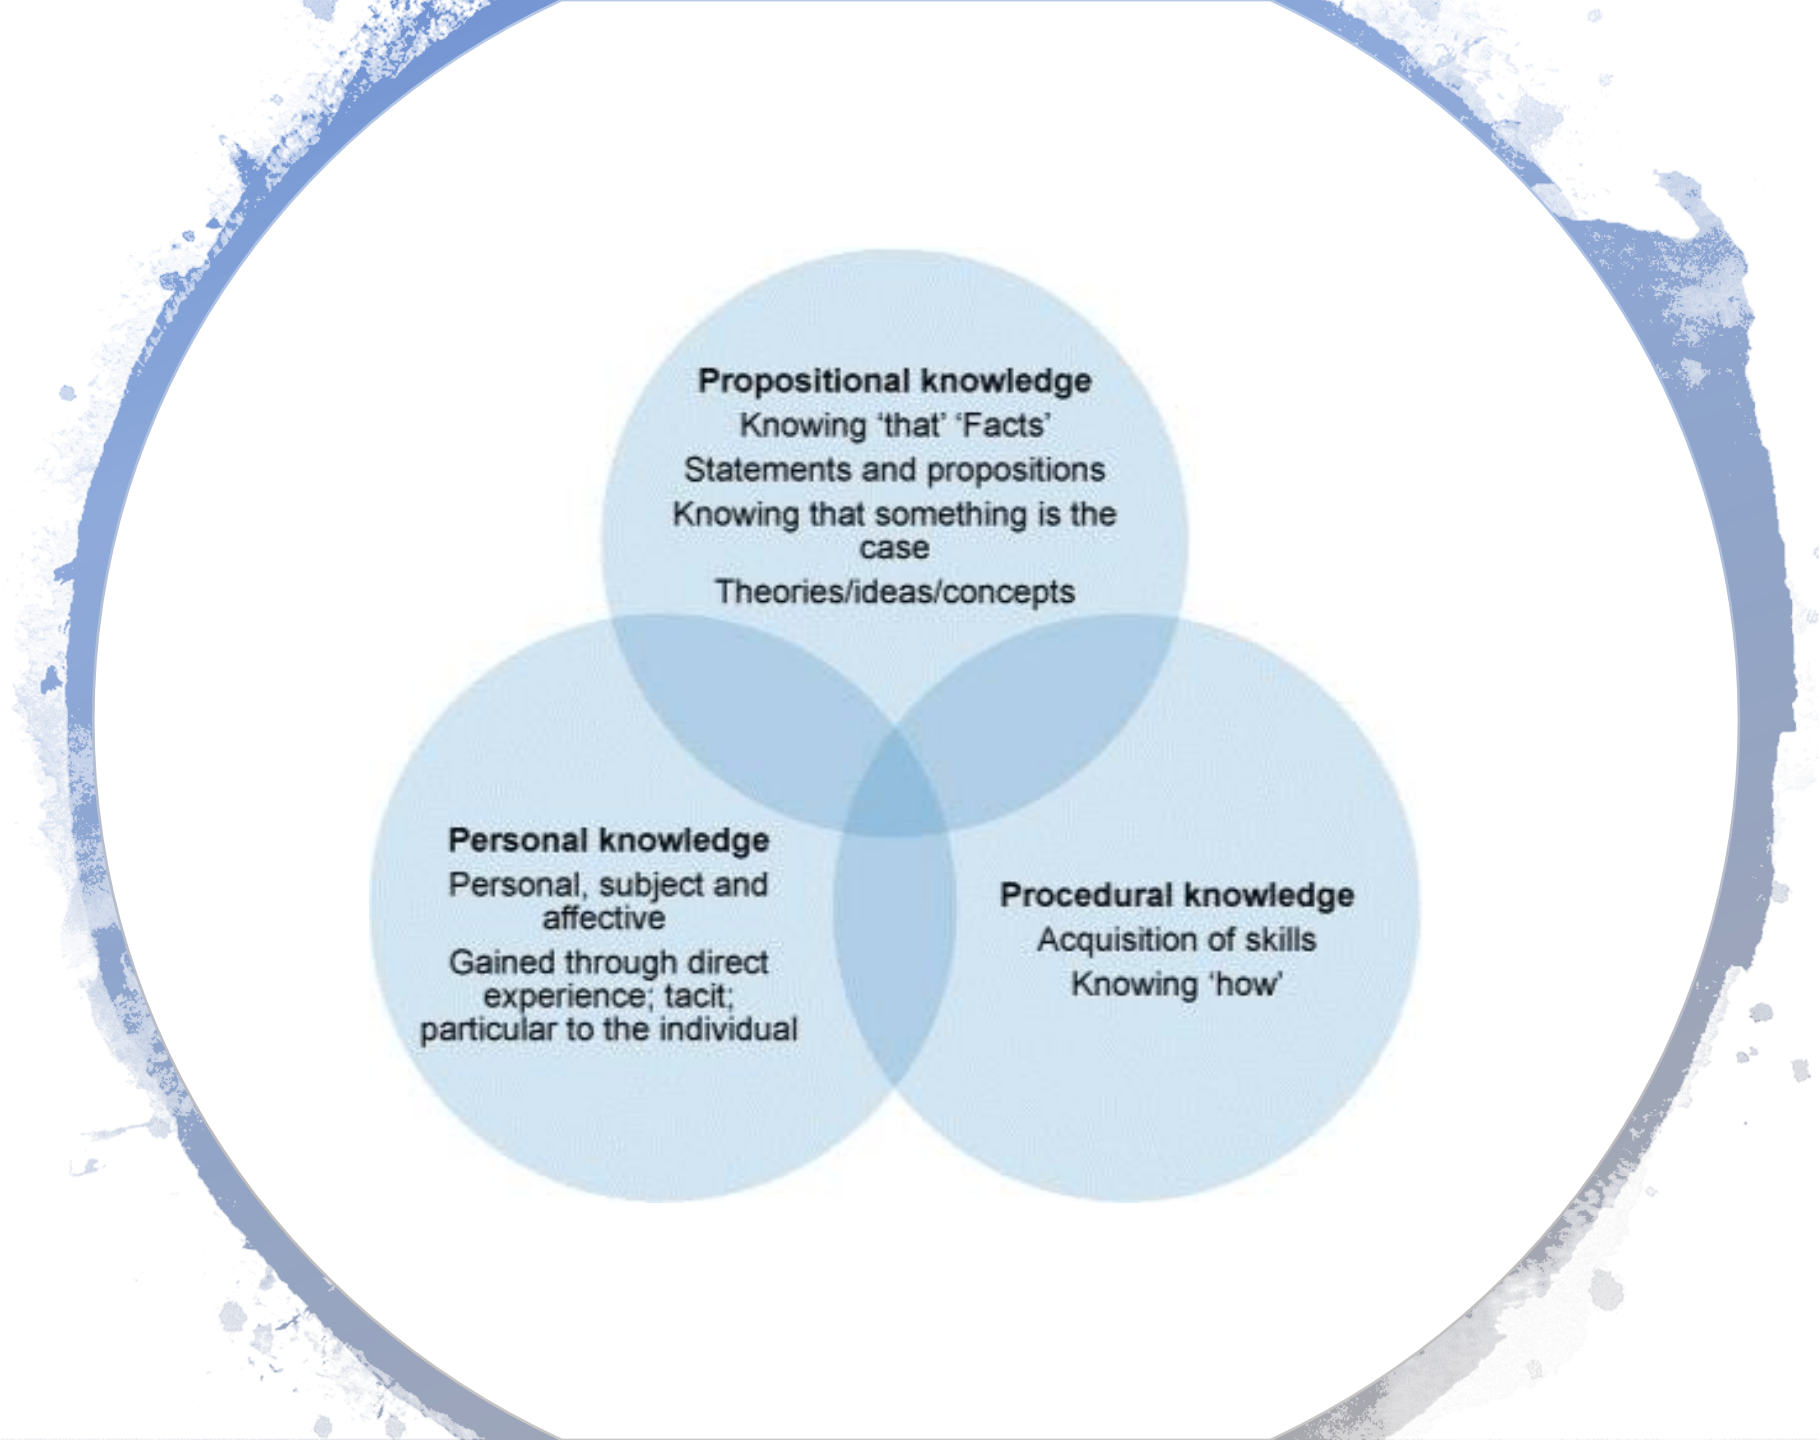 Propositional knowledge
Knowing ‘that’ ‘Facts’
Statements and propositions
Knowing that something is the
case
Theories/ideas/concepts
Personal knowledge
Personal, subject and
affective
Gained through direct
experience; tacit;
particular to the individual
Procedural knowledge
Acquisition of skills
Knowing ‘how’